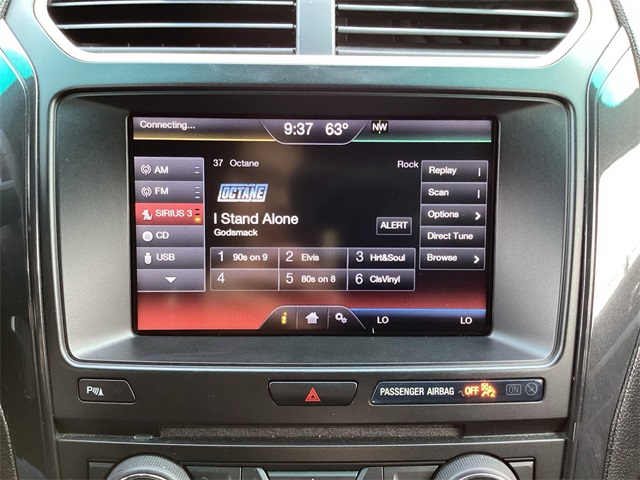 Connecting... 9:37 63° NW
AM
FM
SIRIUS 3
CD
USB
37 Octane Rock
OCTANE
I Stand Alone
Godsmack
ALERT
1 90s on 9 2 Elvis 3 Hrt&Soul
4 5 80s on 8 6 ClsVinyl
Replay
Scan
Options >
Direct Tune
Browse >
i LO LO
P
PASSENGER AIRBAG OFF 2 ON